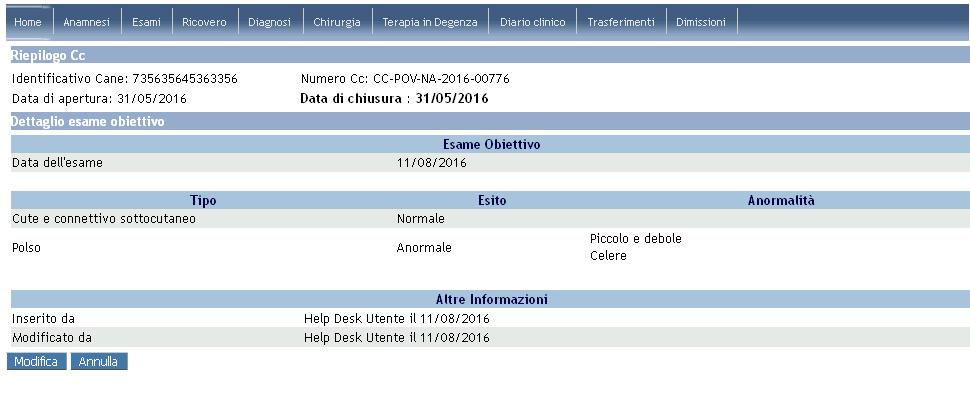 Home Anamnesi Esami Ricovero Diagnosi Chirurgia Terapia in Degenza Diario clinico Trasferimenti Dimissioni
Riepilogo Cc
Identificativo Cane: 735635645363356 Numero Cc: CC-POV-NA-2016-00776
Data di apertura: 31/05/2016 Data di chiusura : 31/05/2016
Dettaglio esame obiettivo
Esame Obiettivo
Data dell'esame 11/08/2016
Tipo Esito Anormalità
Cute e connettivo sottocutaneo Normale
Polso Anormale Piccolo e debole
Celere
Altre Informazioni
Inserito da Help Desk Utente il 11/08/2016
Modificato da Help Desk Utente il 11/08/2016
Modifica Annulla